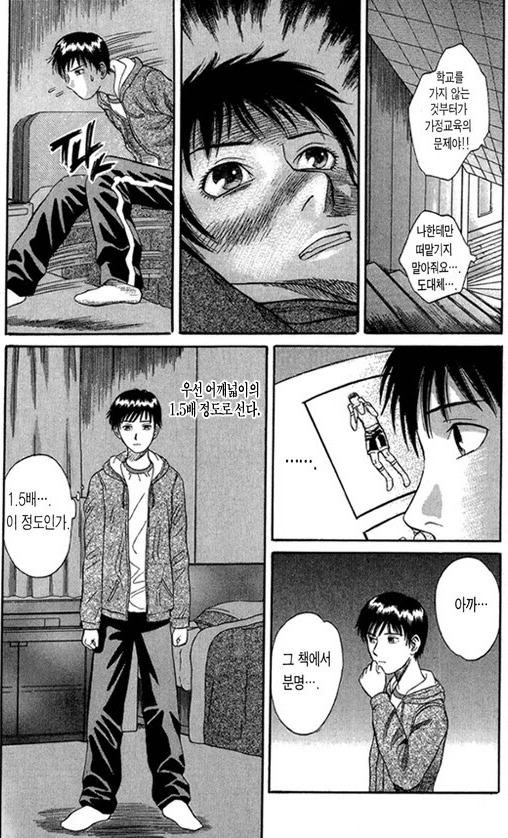 학교를
가지 않는
것부터가
가정교육의
문제야!!
나한테만
떠맡기지
말아줘요….
도대체….
타닥
…….
아까…
그 책에서
분명….
우선 어깨넓이의
1.5배 정도로 선다.
1.5배….
이 정도인가.